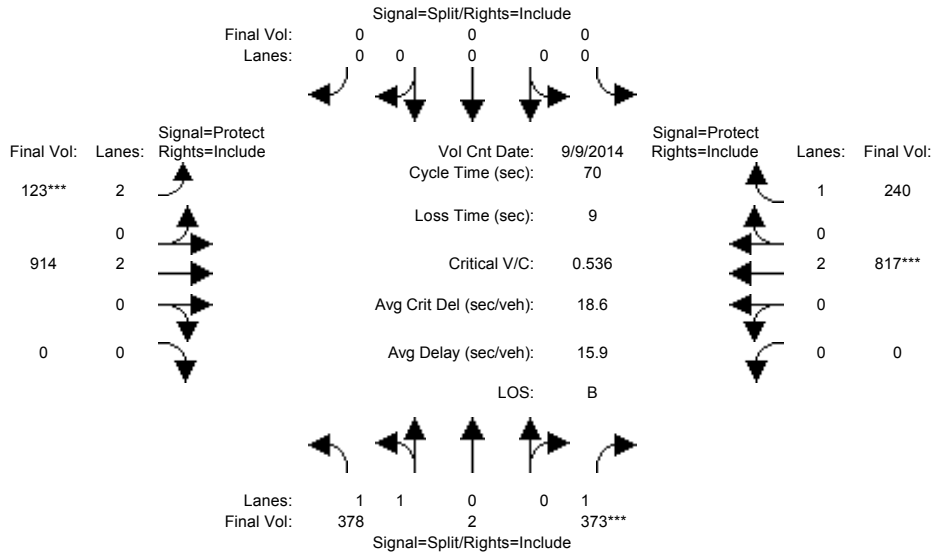 Signal=Split/Rights=Include
Final Vol: 0 0 0
Lanes: 0 0 0 0 0
Signal=Protect Signal=Protect
Final Vol: Lanes: Rights=Include Vol Cnt Date: 9/9/2014 Rights=Include Lanes: Final Vol:
Cycle Time (sec): 70
123*** 2 1 240
Loss Time (sec): 9
0 0
914 2 Critical V/C: 0.536 2 817***
0 Avg Crit Del (sec/veh): 18.6 0
0 0 Avg Delay (sec/veh): 15.9 0 0
LOS: B
Lanes: 1 1 0 0 1
Final Vol: 378 2 373***
Signal=Split/Rights=Include